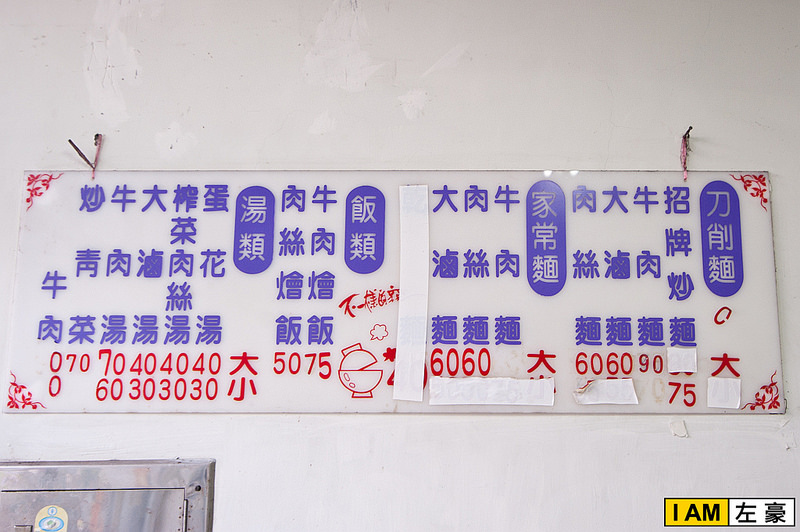 刀削麵
大
招牌炒麵
75
牛肉麵
90
大滷麵
60
肉絲麵
60
家常麵
大
牛肉麵
肉絲麵
60
大滷麵
60
飯類
牛肉燴飯
75
肉絲燴飯
50
湯類
大
小
蛋花湯
40
30
榨菜肉絲湯
40
30
大滷湯
40
30
牛肉湯
70
60
炒青菜
70
牛肉
0
0
I AM 左豪